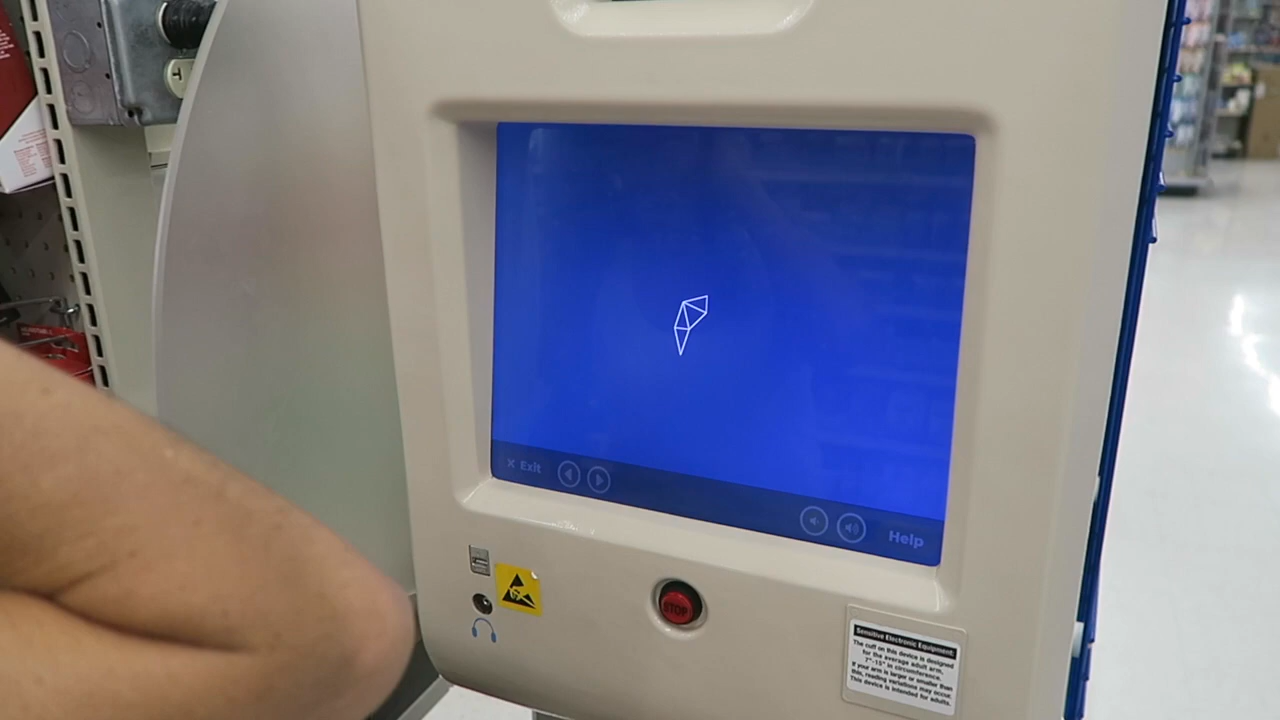 × Exit
Help
STOP
Sensitive Electronic Equipment
The cuff on this device is designed
for the average adult arm,
7"-15" in circumference.
If your arm is larger or smaller than
this, reading variations may occur.
This device is intended for adults.